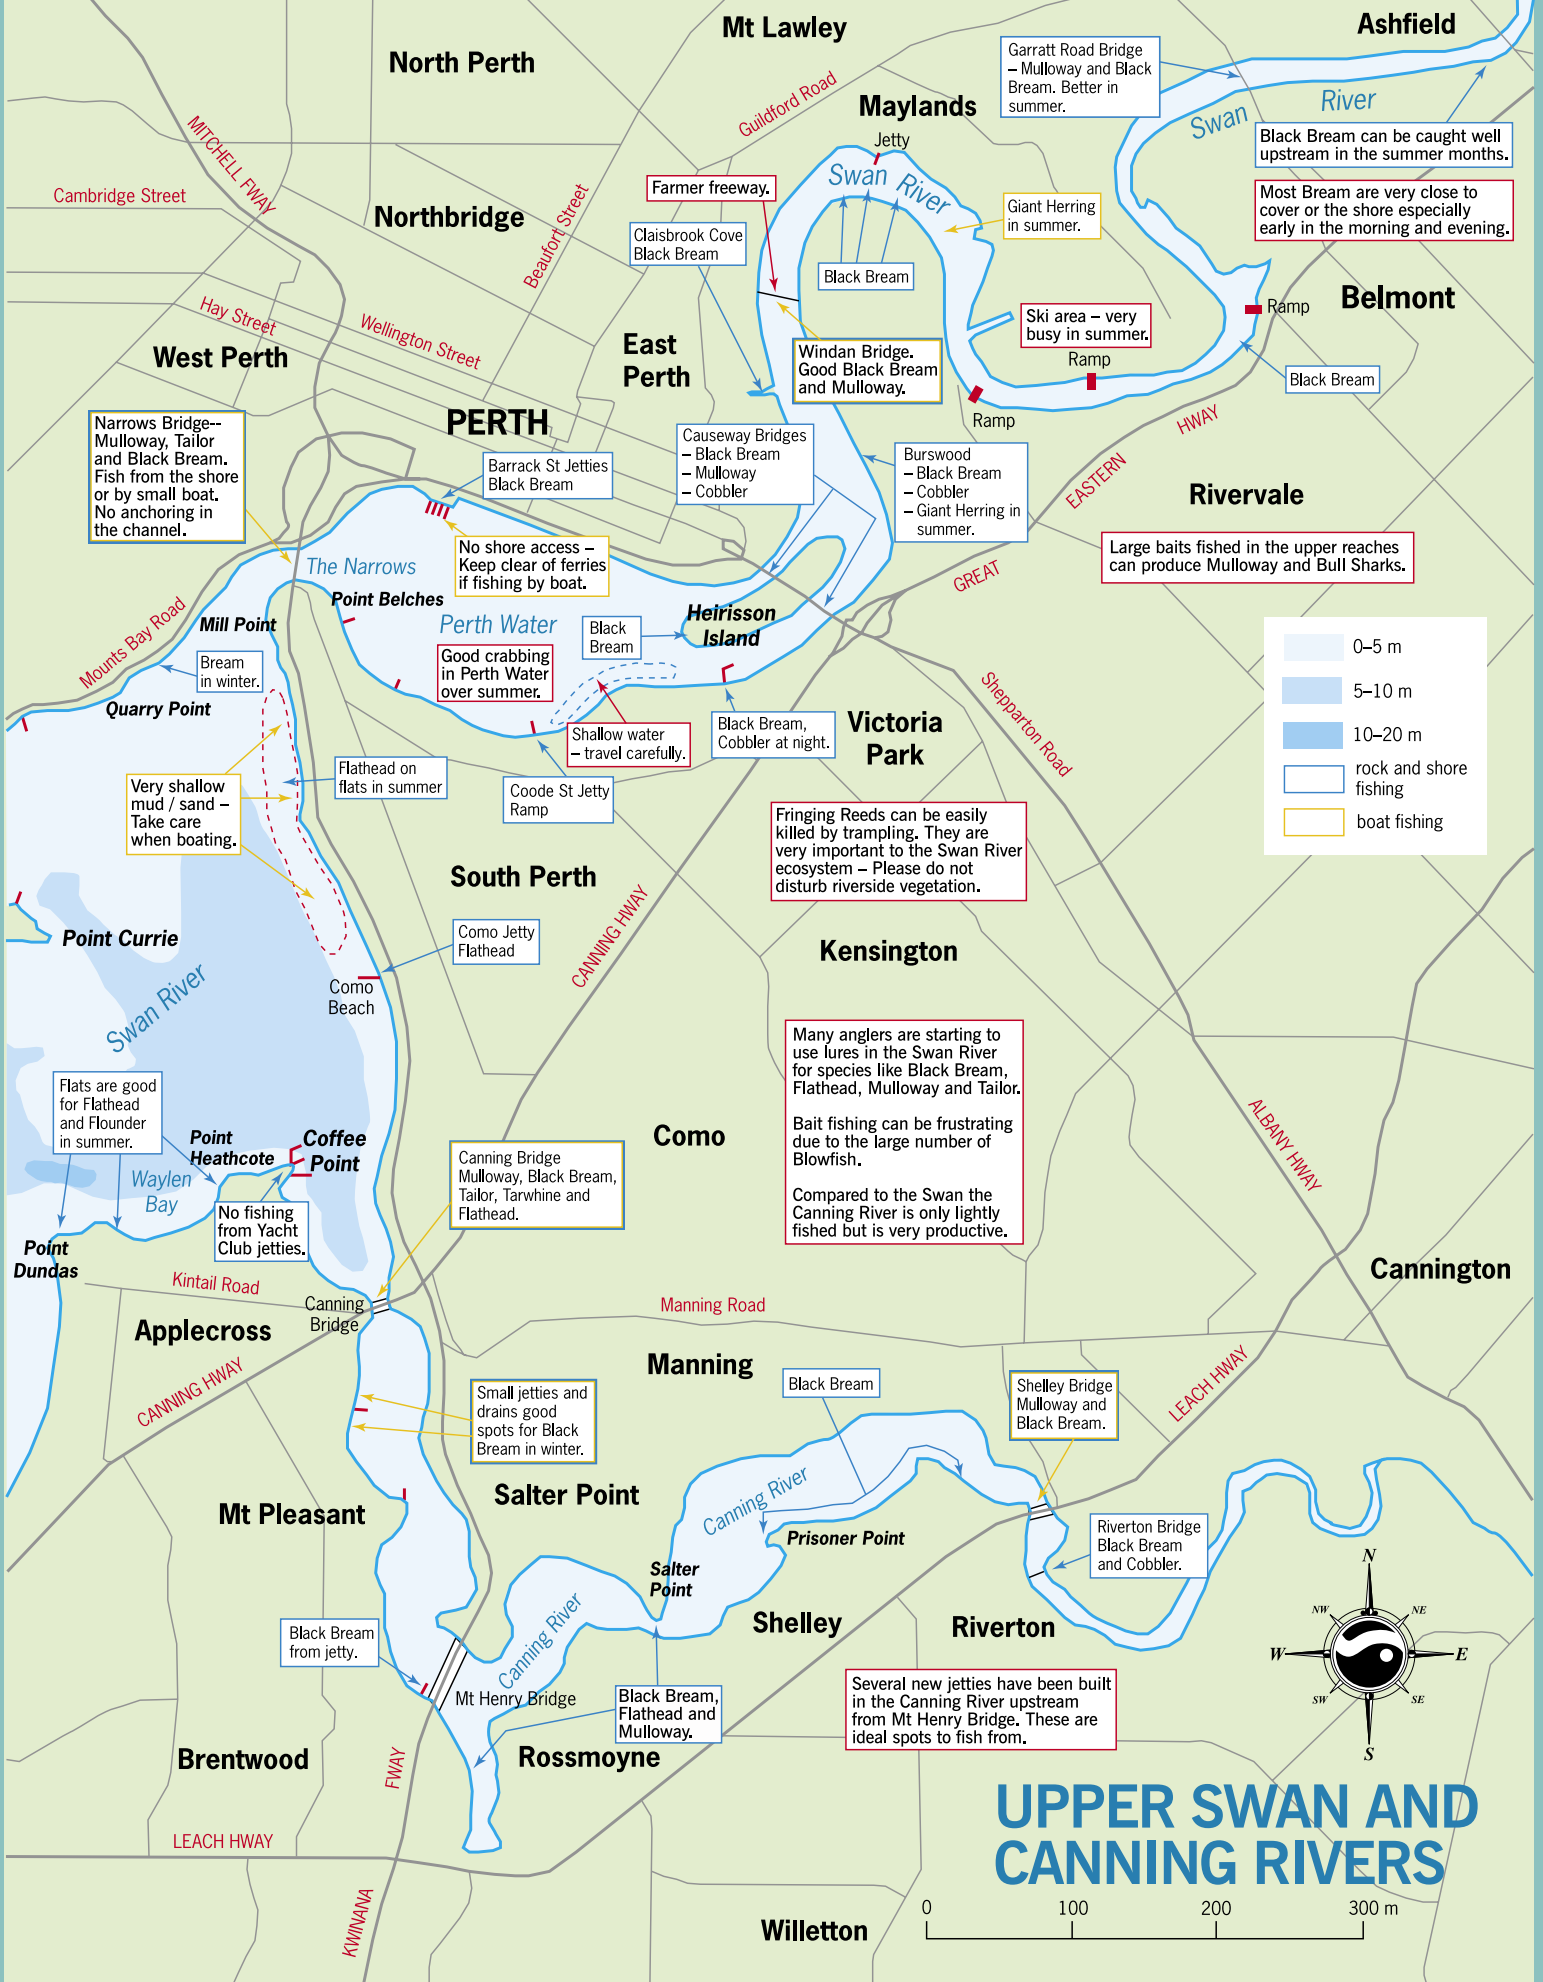 Mt Lawley
Ashfield
North Perth
Garratt Road Bridge
– Mulloway and Black
Bream. Better in
summer.
Guildford Road
Maylands
Jetty
Swan River
Black Bream can be caught well
upstream in the summer months.
MITCHELL FWAY
Cambridge Street
Northbridge
Beaufort Street
Farmer freeway.
Swan River
Giant Herring
in summer.
Most Bream are very close to
cover or the shore especially
early in the morning and evening.
Claisbrook Cove
Black Bream
Black Bream
Belmont
Ramp
Hay Street
Wellington Street
West Perth
East
Perth
Windan Bridge.
Good Black Bream
and Mulloway.
Ski area – very
busy in summer.
Ramp
Black Bream
Ramp
HWAY
EASTERN
GREAT
Narrows Bridge--
Mulloway, Tailor
and Black Bream.
Fish from the shore
or by small boat.
No anchoring in
the channel.
PERTH
Barrack St Jetties
Black Bream
Causeway Bridges
– Black Bream
– Mulloway
– Cobbler
Burswood
– Black Bream
– Cobbler
– Giant Herring in
summer.
Rivervale
Large baits fished in the upper reaches
can produce Mulloway and Bull Sharks.
No shore access –
Keep clear of ferries
if fishing by boat.
The Narrows
Point Belches
Perth Water
Mounts Bay Road
Mill Point
Black
Bream
Heirisson
Island
Good crabbing
in Perth Water
over summer.
Bream
in winter.
Quarry Point
0–5 m
5–10 m
10–20 m
rock and shore
fishing
boat fishing
Shallow water
– travel carefully.
Black Bream,
Cobbler at night.
Victoria
Park
Shepparton Road
Very shallow
mud / sand –
Take care
when boating.
Flathead on
flats in summer
Coode St Jetty
Ramp
Fringing Reeds can be easily
killed by trampling. They are
very important to the Swan River
ecosystem – Please do not
disturb riverside vegetation.
South Perth
CANNING HWAY
Point Currie
Como Jetty
Flathead
Kensington
Swan River
Como
Beach
Many anglers are starting to
use lures in the Swan River
for species like Black Bream,
Flathead, Mulloway and Tailor.
Bait fishing can be frustrating
due to the large number of
Blowfish.
Compared to the Swan the
Canning River is only lightly
fished but is very productive.
Flats are good
for Flathead
and Flounder
in summer.
Point
Heathcote
Coffee
Point
Como
ALBANY HWAY
Waylen
Bay
Canning Bridge
Mulloway, Black Bream,
Tailor, Tarwhine and
Flathead.
No fishing
from Yacht
Club jetties.
Point
Dundas
Kintail Road
Cannington
Canning
Bridge
Manning Road
Applecross
Manning
CANNING HWAY
Small jetties and
drains good
spots for Black
Bream in winter.
Black Bream
Shelley Bridge
Mulloway and
Black Bream.
LEACH HWAY
Salter Point
Mt Pleasant
Canning River
Prisoner Point
Riverton Bridge
Black Bream
and Cobbler.
Salter
Point
Canning River
Shelley
Riverton
Black Bream
from jetty.
N
NE
E
SE
S
SW
W
NW
Mt Henry Bridge
Black Bream,
Flathead and
Mulloway.
Several new jetties have been built
in the Canning River upstream
from Mt Henry Bridge. These are
ideal spots to fish from.
Brentwood
Rossmoyne
FWAY
LEACH HWAY
KWINANA
Willetton
UPPER SWAN AND
CANNING RIVERS
0 100 200 300 m